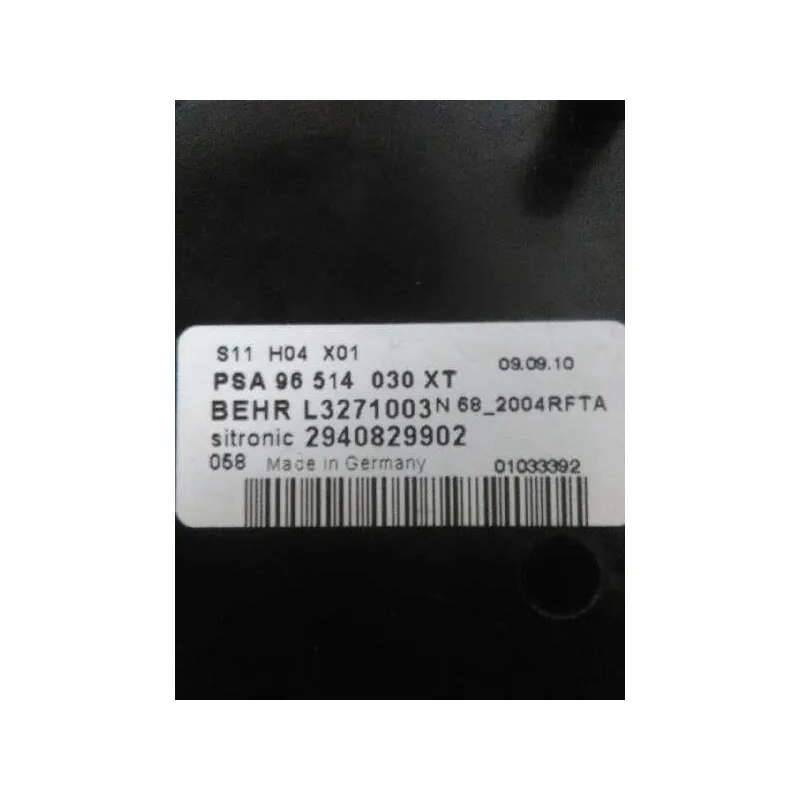 S11 H04 X01 09.09.10
PSA 96 514 030 XT
BEHR L3271003 N 68_2004RFTA
sitronic 2940829902
058 Made in Germany 01033392